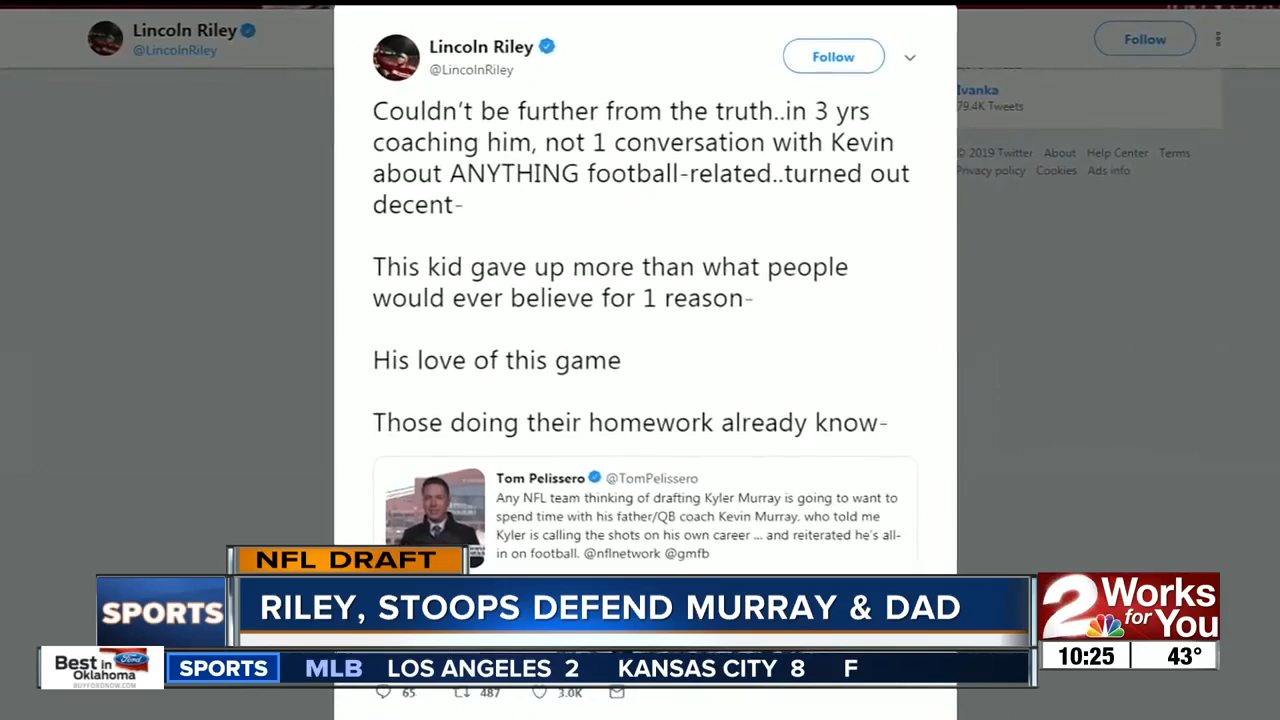 Lincoln Riley
@LincolnRiley
Follow
Lincoln Riley
@LincolnRiley
Follow
Couldn't be further from the truth..in 3 yrs
coaching him, not 1 conversation with Kevin
about ANYTHING football-related..turned out
decent-
This kid gave up more than what people
would ever believe for 1 reason-
His love of this game
Those doing their homework already know-
Tom Pelissero @TomPelissero
Any NFL team thinking of drafting Kyler Murray is going to want to
spend time with his father/QB coach Kevin Murray, who told me
Kyler is calling the shots on his own career ... and reiterated he's all-
in on football. @nflnetwork @gmfb
Ivanka
79.4K Tweets
© 2019 Twitter About Help Center Terms
Privacy policy Cookies Ads info
NFL DRAFT
SPORTS
RILEY, STOOPS DEFEND MURRAY & DAD
2 Works for You
10:25 43°
Best in Oklahoma
Ford
BUYFORDNOW.COM
SPORTS MLB LOS ANGELES 2 KANSAS CITY 8 F
65 487 3.0K